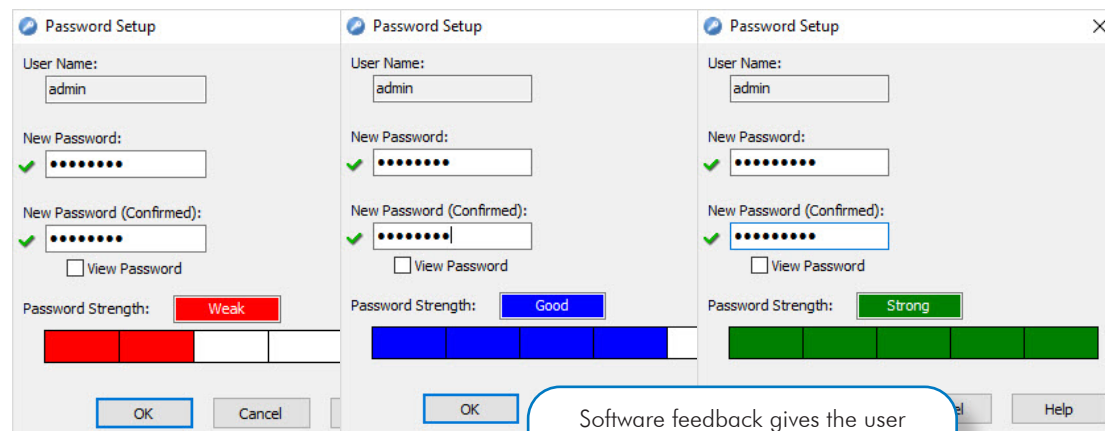 Password Setup
User Name:
admin
New Password:
••••••••
New Password (Confirmed):
••••••••
View Password
Password Strength: Weak
OK Cancel
Password Setup
User Name:
admin
New Password:
••••••••
New Password (Confirmed):
••••••••
View Password
Password Strength: Good
OK
Password Setup
User Name:
admin
New Password:
•••••••••
New Password (Confirmed):
•••••••••
View Password
Password Strength: Strong
Help
Software feedback gives the user